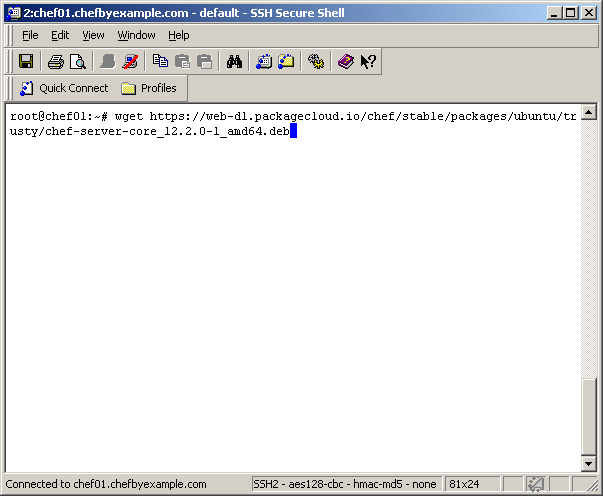 2:chef01.chefbyexample.com - default - SSH Secure Shell
File Edit View Window Help
Quick Connect Profiles
root@chef01:~# wget https://web-dl.packagecloud.io/chef/stable/packages/ubuntu/tr
usty/chef-server-core_12.2.0-1_amd64.deb
Connected to chef01.chefbyexample.com SSH2 - aes128-cbc - hmac-md5 - none 81x24